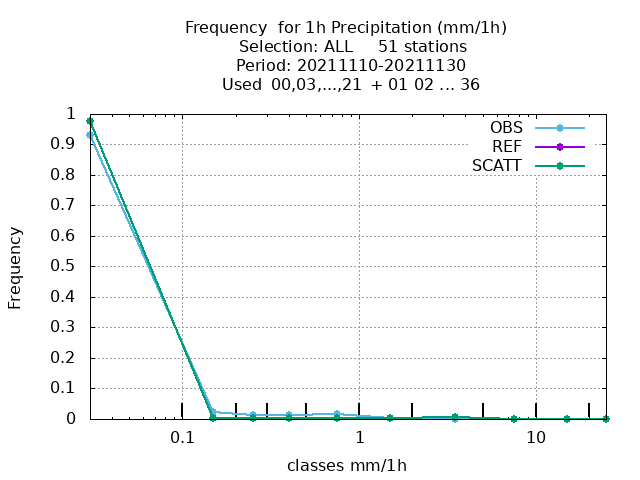 Frequency  for 1h Precipitation (mm/1h)
Selection: ALL     51 stations
Period: 20211110-20211130
Used  00,03,...,21  + 01 02 ... 36
OBS
REF
SCATT
1
0.9
0.8
0.7
0.6
0.5
0.4
0.3
0.2
0.1
0
Frequency
0.1
1
10
classes mm/1h